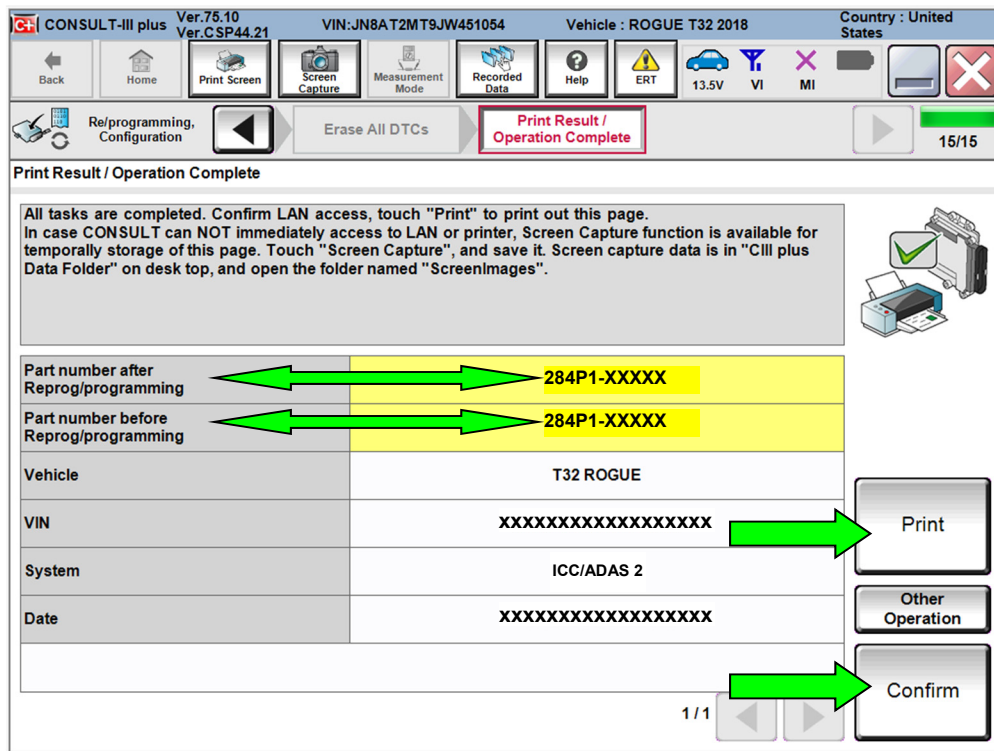 C+ CONSULT-III plus Ver.75.10 VIN:JN8AT2MT9JW451054 Vehicle : ROGUE T32 2018 Country : United
Ver.CSP44.21 States
Back Home Print Screen Screen Capture Measurement Mode Recorded Data Help ERT 13.5V VI MI
Re/programming, Configuration Erase All DTCs Print Result / Operation Complete 15/15
Print Result / Operation Complete
All tasks are completed. Confirm LAN access, touch "Print" to print out this page.
In case CONSULT can NOT immediately access to LAN or printer, Screen Capture function is available for
temporally storage of this page. Touch "Screen Capture", and save it. Screen capture data is in "CIII plus
Data Folder" on desk top, and open the folder named "ScreenImages".
Part number after
Reprog/programming
284P1-XXXXX
Part number before
Reprog/programming
284P1-XXXXX
Vehicle T32 ROGUE
VIN XXXXXXXXXXXXXXXXXX
System ICC/ADAS 2
Date XXXXXXXXXXXXXXXXXX
1/1
Print
Other
Operation
Confirm